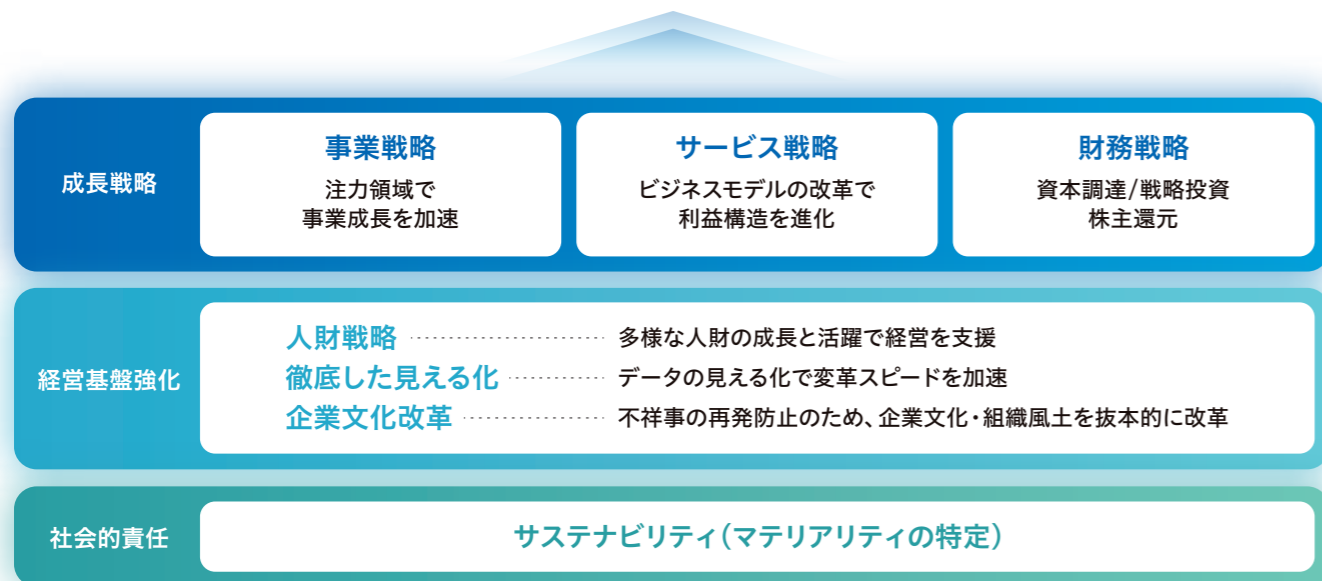 成長戦略
事業戦略
注力領域で
事業成長を加速
サービス戦略
ビジネスモデルの改革で
利益構造を進化
財務戦略
資本調達/戦略投資
株主還元
経営基盤強化
人財戦略 ………… 多様な人財の成長と活躍で経営を支援
徹底した見える化 ………… データの見える化で変革スピードを加速
企業文化改革 ………… 不祥事の再発防止のため、企業文化・組織風土を抜本的に改革
社会的責任
サステナビリティ(マテリアリティの特定)